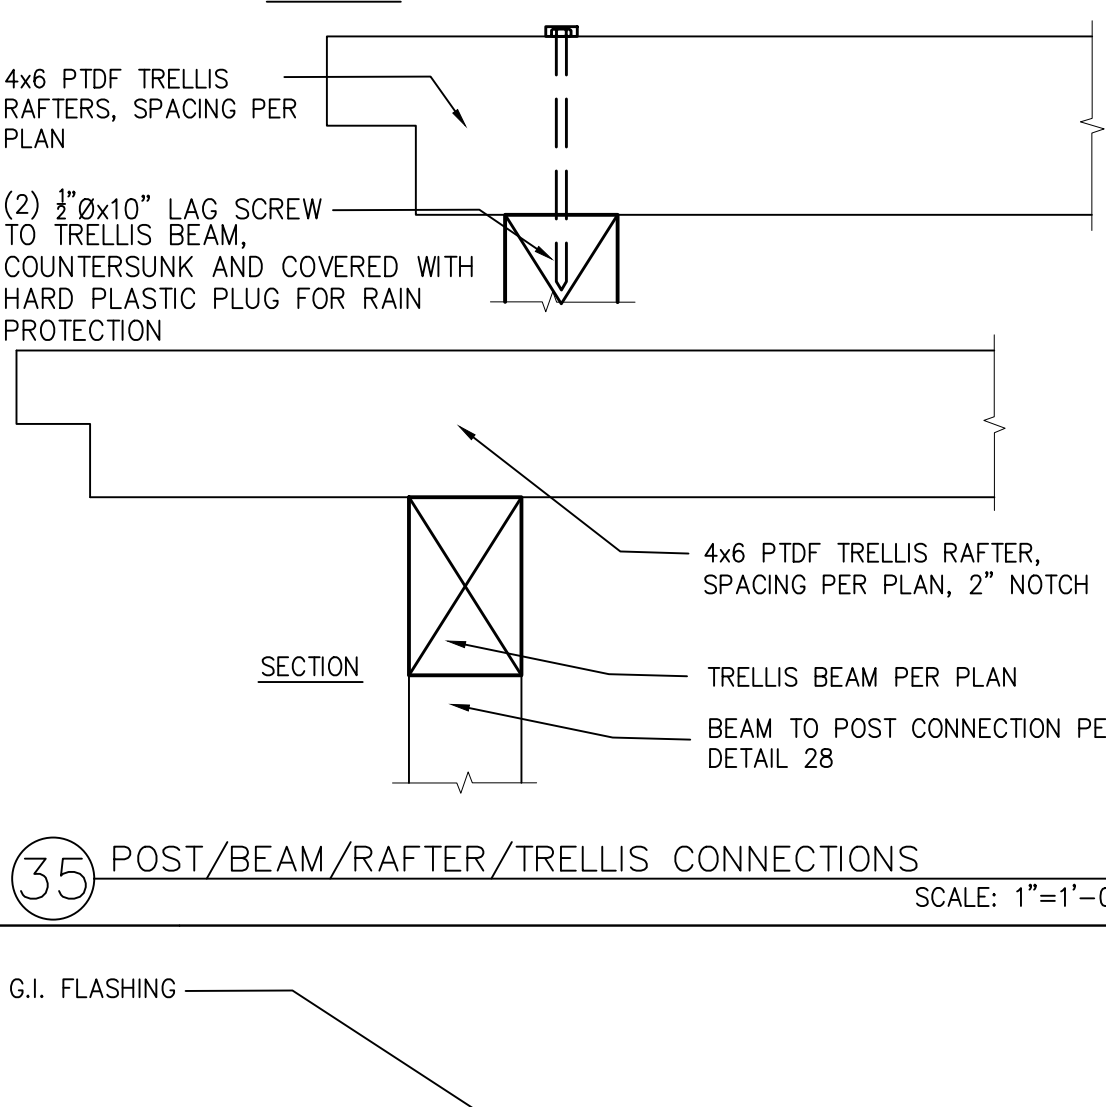 4x6 PTDF TRELLIS
RAFTERS, SPACING PER
PLAN
(2) ½"Øx10" LAG SCREW
TO TRELLIS BEAM,
COUNTERSUNK AND COVERED WITH
HARD PLASTIC PLUG FOR RAIN
PROTECTION
4x6 PTDF TRELLIS RAFTER,
SPACING PER PLAN, 2" NOTCH
SECTION
TRELLIS BEAM PER PLAN
BEAM TO POST CONNECTION PE
DETAIL 28
35 POST/BEAM/RAFTER/TRELLIS CONNECTIONS
SCALE: 1"=1'-0
G.I. FLASHING